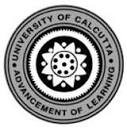 UNIVERSITY OF CALCUTTA
ADVANCEMENT OF LEARNING